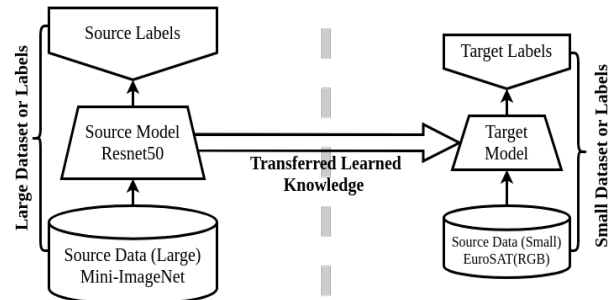 Large Dataset or Labels
Source Labels
Source Model
Resnet50
Source Data (Large)
Mini-ImageNet
Transferred Learned
Knowledge
Target Labels
Target
Model
Source Data (Small)
EuroSAT(RGB)
Small Dataset or Labels